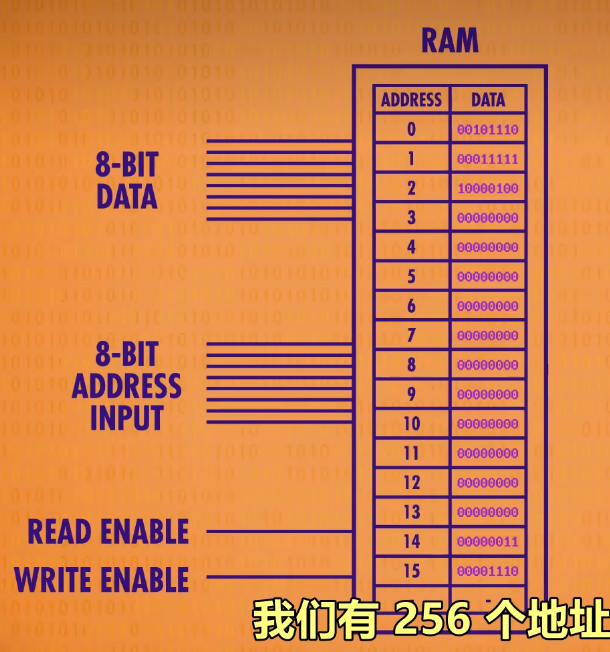 RAM
8-BIT
DATA
8-BIT
ADDRESS
INPUT
READ ENABLE
WRITE ENABLE
ADDRESS DATA
0 00101110
1 00011111
2 10000100
3 00000000
4 00000000
5 00000000
6 00000000
7 00000000
8 00000000
9 00000000
10 00000000
11 00000000
12 00000000
13 00000000
14 00000011
15 00001110
我们有 256 个地址